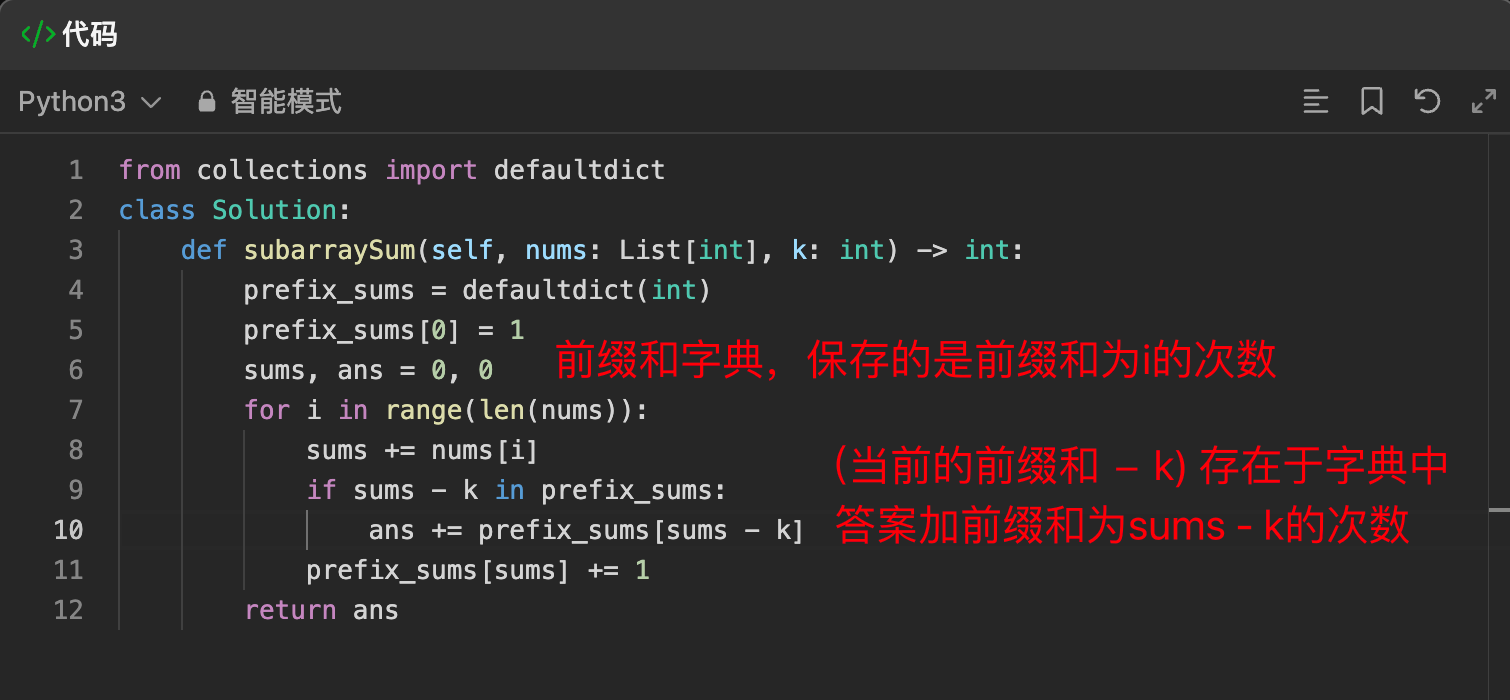 </> 代码
Python3 智能模式
1 from collections import defaultdict
2 class Solution:
3     def subarraySum(self, nums: List[int], k: int) -> int:
4         prefix_sums = defaultdict(int)
5         prefix_sums[0] = 1
前缀和字典，保存的是前缀和为i的次数
6         sums, ans = 0, 0
7         for i in range(len(nums)):
8             sums += nums[i]
(当前的前缀和 – k) 存在于字典中
9             if sums - k in prefix_sums:
10                 ans += prefix_sums[sums - k]
答案加前缀和为sums - k的次数
11             prefix_sums[sums] += 1
12         return ans